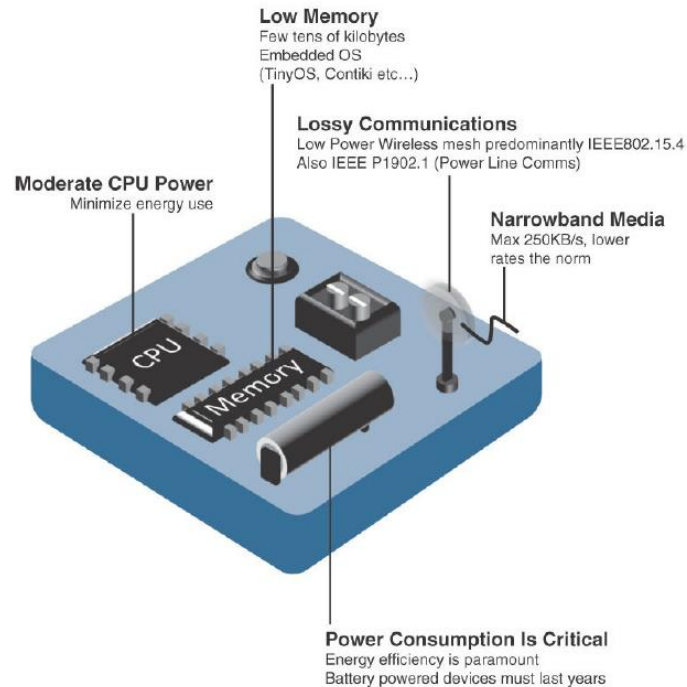 Low Memory
Few tens of kilobytes
Embedded OS
(TinyOS, Contiki etc...)
Lossy Communications
Low Power Wireless mesh predominantly IEEE802.15.4
Also IEEE P1902.1 (Power Line Comms)
Moderate CPU Power
Minimize energy use
Narrowband Media
Max 250KB/s, lower
rates the norm
CPU
Memory
Power Consumption Is Critical
Energy efficiency is paramount
Battery powered devices must last years